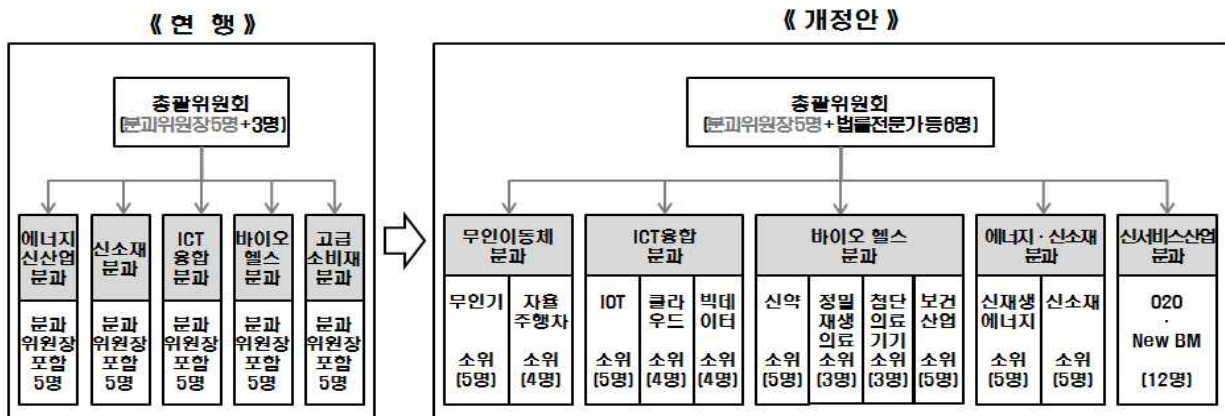 《 현 행 》
총괄위원회
(분과위원장5명+3명)
에너지
신산업
분과
신소재
분과
ICT
융합
분과
바이오
헬스
분과
고급
소비재
분과
분과
위원장
포함
5명
분과
위원장
포함
5명
분과
위원장
포함
5명
분과
위원장
포함
5명
분과
위원장
포함
5명
《 개정안 》
총괄위원회
(분과위원장5명+법률전문가등6명)
무인이동체
분과
무인기
소위
(5명)
자율
주행차
소위
(4명)
ICT융합
분과
IOT
소위
(5명)
클라
우드
소위
(4명)
빅데
이터
소위
(4명)
바이오 헬스
분과
신약
소위
(5명)
정밀
재생
의료
소위
(3명)
첨단
의료
기기
소위
(3명)
보건
산업
소위
(5명)
에너지 · 신소재
분과
신재생
에너지
소위
(5명)
신소재
소위
(5명)
신서비스산업
분과
O2O
·
New BM
(12명)